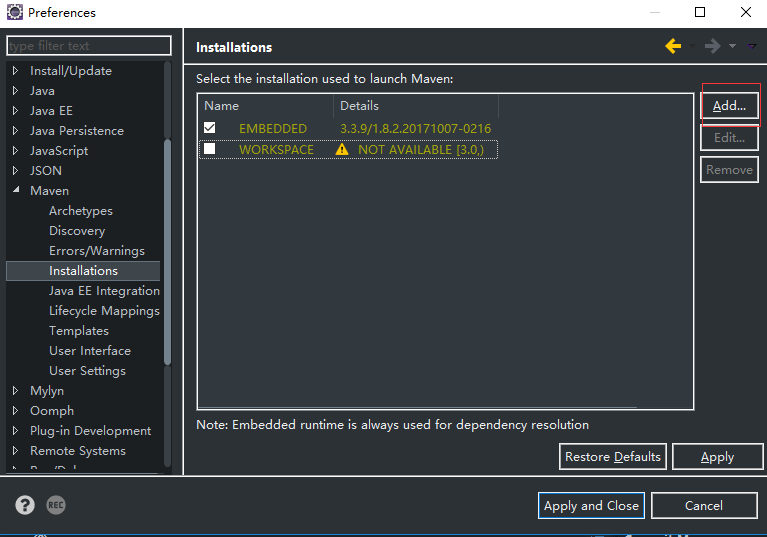 Preferences
type filter text
Install/Update
Java
Java EE
Java Persistence
JavaScript
JSON
Maven
Archetypes
Discovery
Errors/Warnings
Installations
Java EE Integration
Lifecycle Mappings
Templates
User Interface
User Settings
Mylyn
Oomph
Plug-in Development
Remote Systems
Installations
Select the installation used to launch Maven:
Name Details
EMBEDDED 3.3.9/1.8.2.20171007-0216
WORKSPACE NOT AVAILABLE [3.0,)
Add...
Edit...
Remove
Note: Embedded runtime is always used for dependency resolution
Restore Defaults Apply
? REC Apply and Close Cancel